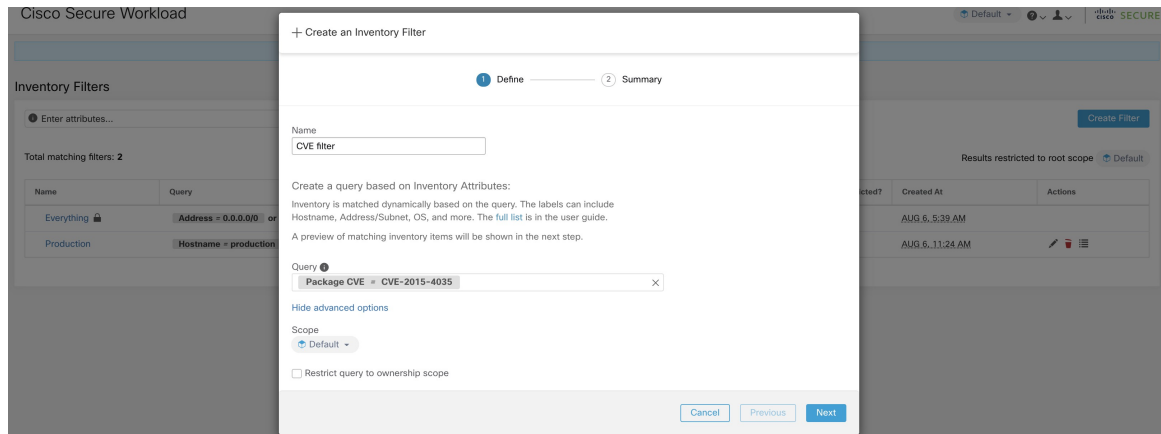 Cisco Secure Workload
Default
CISCO SECURE
+ Create an Inventory Filter
1 Define
2 Summary
Inventory Filters
Enter attributes...
Create Filter
Total matching filters: 2
Results restricted to root scope Default
Name
Query
icted?
Created At
Actions
Everything
Address = 0.0.0.0/0 or
AUG 6, 5:39 AM
Production
Hostname = production
AUG 6, 11:24 AM
Name
CVE filter
Create a query based on Inventory Attributes:
Inventory is matched dynamically based on the query. The labels can include
Hostname, Address/Subnet, OS, and more. The full list is in the user guide.
A preview of matching inventory items will be shown in the next step.
Query
Package CVE = CVE-2015-4035
Hide advanced options
Scope
Default
Restrict query to ownership scope
Cancel
Previous
Next